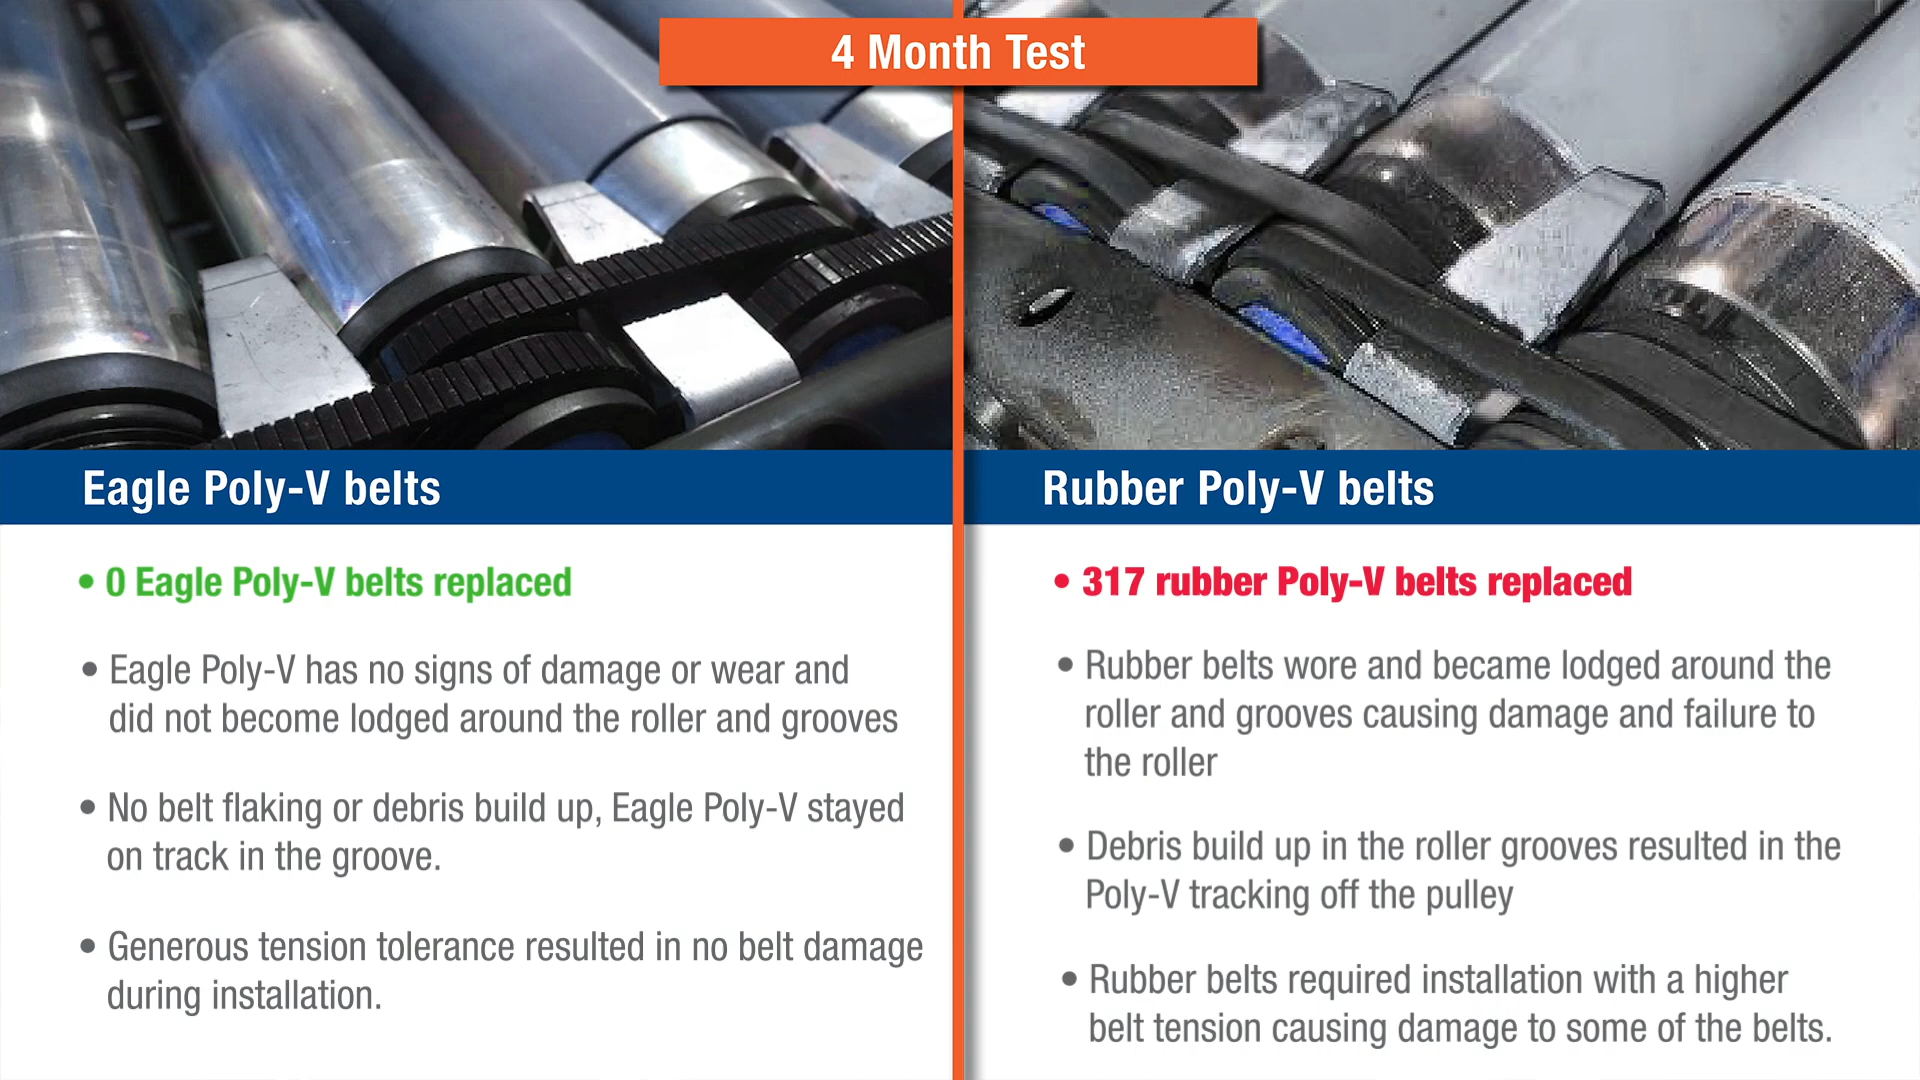 4 Month Test
Eagle Poly-V belts
• 0 Eagle Poly-V belts replaced
• Eagle Poly-V has no signs of damage or wear and
did not become lodged around the roller and grooves
• No belt flaking or debris build up, Eagle Poly-V stayed
on track in the groove.
• Generous tension tolerance resulted in no belt damage
during installation.
Rubber Poly-V belts
• 317 rubber Poly-V belts replaced
• Rubber belts wore and became lodged around the
roller and grooves causing damage and failure to
the roller
• Debris build up in the roller grooves resulted in the
Poly-V tracking off the pulley
• Rubber belts required installation with a higher
belt tension causing damage to some of the belts.